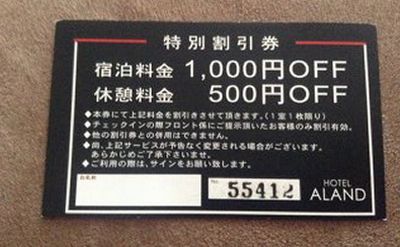 特別割引券
宿泊料金 1,000円OFF
休憩料金 500円OFF
◆本券にて上記料金を割引きさせて頂きます。(1室1枚限り)
◆チェックインの際フロント係にご提示頂いたお客様のみ割引有効。
◆他の割引券との併用はできません。
◆尚、上記サービスが予告なく変更される場合がございます。
あらかじめご了承下さいませ。
◆ご利用の際は、サインをお願い致します。
お名前
No. 55412
HOTEL
ALAND